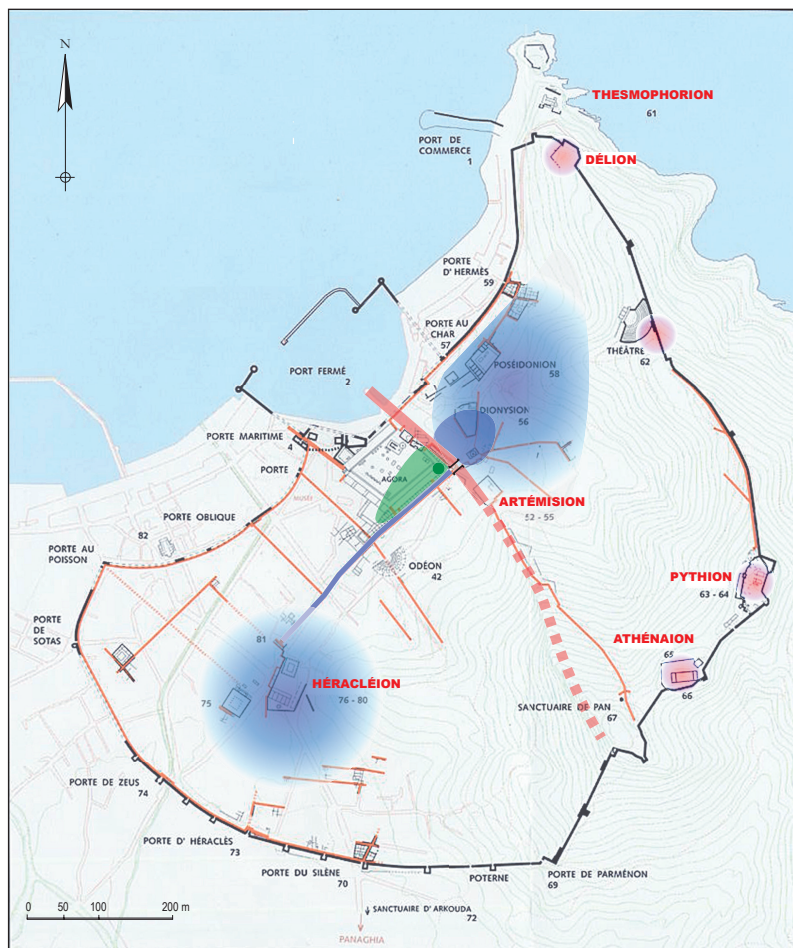 N
THESMOPHORION
61
PORT DE
COMMERCE
1
DÉLION
PORTE
D'HERMÈS
59
PORTE AU
CHAR
57
THÉÂTRE
62
PORT FERMÉ
2
POSÉIDONION
58
DIONYSION
56
PORTE MARITIME
4
PORTE
AGORA
MUSÉE
ARTÉMISION
52 - 55
PORTE OBLIQUE
82
PORTE AU
POISSON
ODÉON
42
PYTHION
63 - 64
PORTE
DE
SOTAS
ATHÉNAION
65
66
81
HÉRACLÉION
75
76 - 80
SANCTUAIRE DE PAN
67
PORTE DE ZEUS
74
PORTE D' HÉRACLÈS
73
PORTE DU SILÈNE
70
POTERNE
PORTE DE PARMÉNON
69
0 50 100 200 m
SANCTUAIRE D'ARKOUDA
72
PANAGHIA